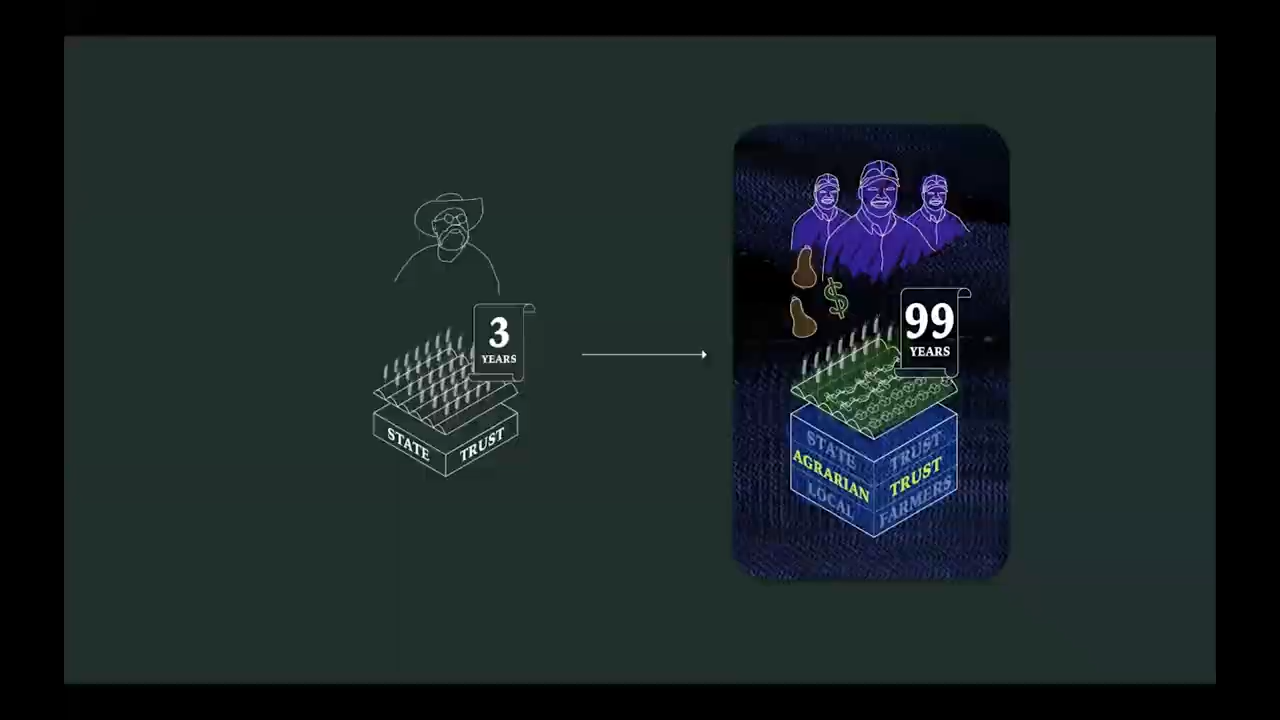 3
YEARS
STATE TRUST
$
99
YEARS
STATE TRUST
AGRARIAN TRUST
LOCAL FARMERS